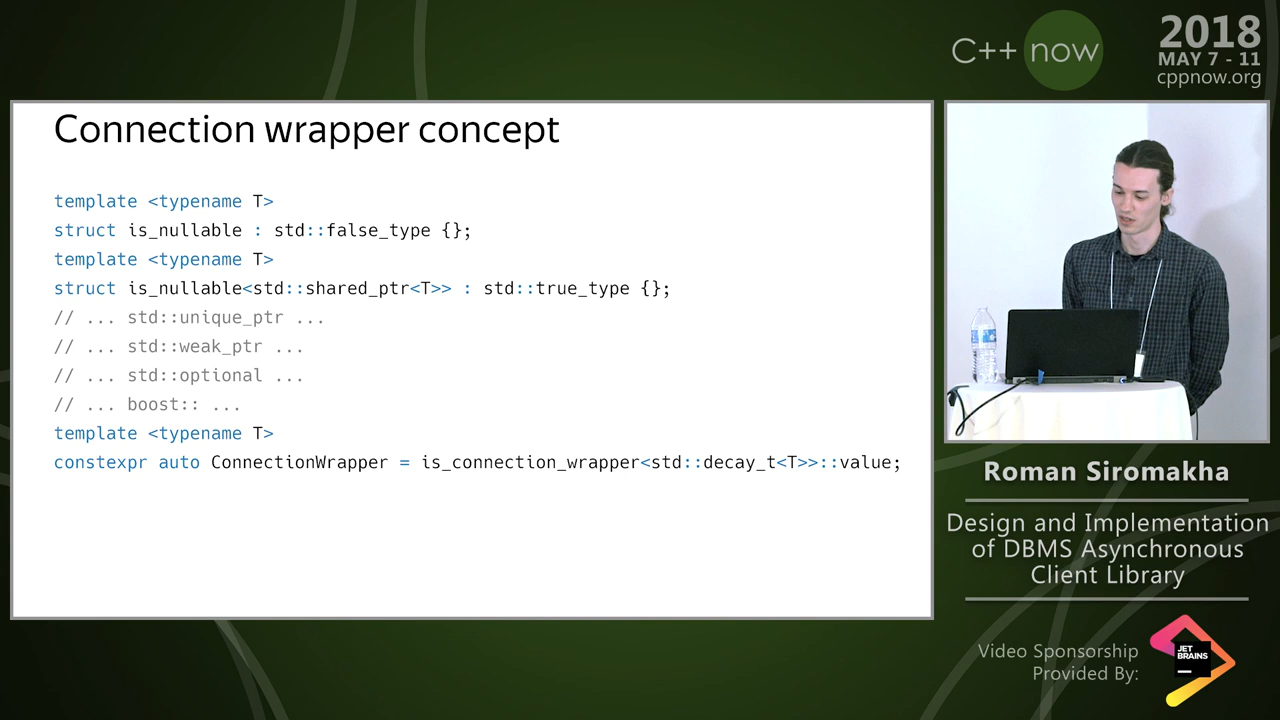 C++ now
2018
MAY 7 - 11
cppnow.org
Connection wrapper concept
template <typename T>
struct is_nullable : std::false_type {};
template <typename T>
struct is_nullable<std::shared_ptr<T>> : std::true_type {};
// ... std::unique_ptr ...
// ... std::weak_ptr ...
// ... std::optional ...
// ... boost:: ...
template <typename T>
constexpr auto ConnectionWrapper = is_connection_wrapper<std::decay_t<T>>::value;
Roman Siromakha
Design and Implementation
of DBMS Asynchronous
Client Library
Video Sponsorship
Provided By:
JET
BRAINS